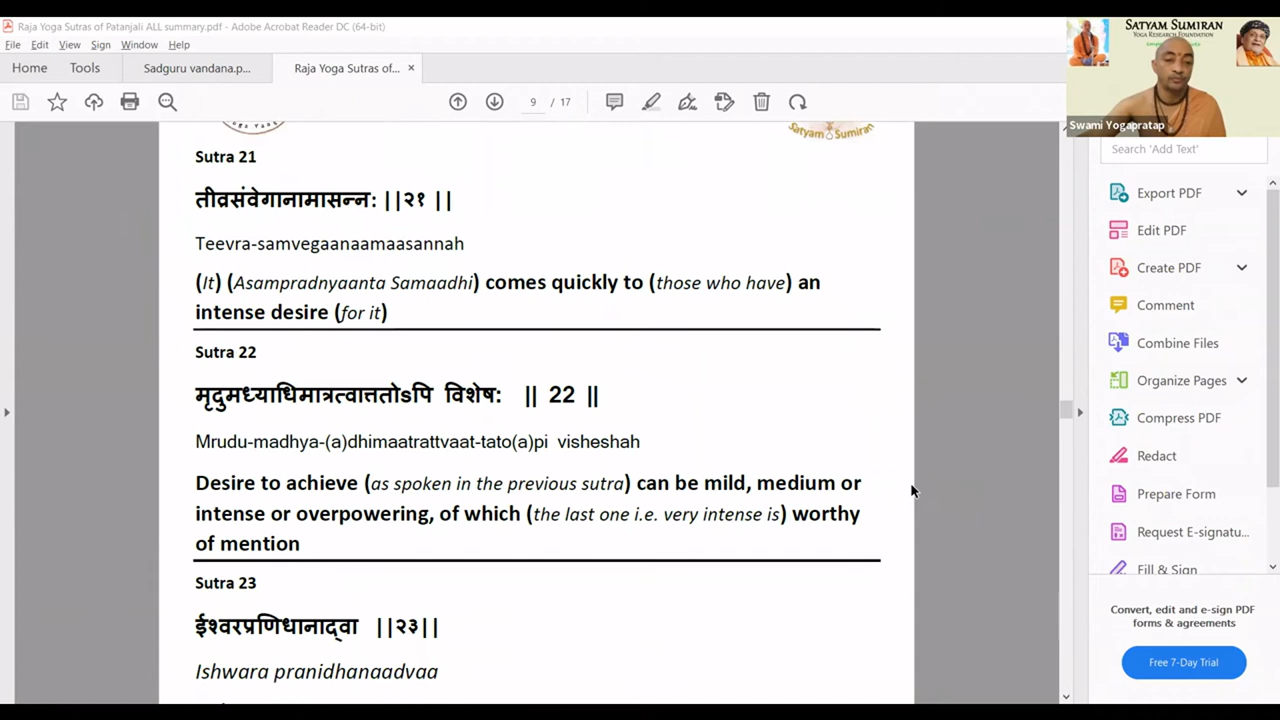 Raja Yoga Sutras of Patanjali ALL summary.pdf - Adobe Acrobat Reader DC (64-bit)
File Edit View Sign Window Help
Home Tools Sadguru vandana.p... Raja Yoga Sutras of... ×
9 / 17
SATYAM SUMIRAN
YOGA RESEARCH FOUNDATION
Swami Yogapratap
Search 'Add Text'
Export PDF
Edit PDF
Create PDF
Comment
Combine Files
Organize Pages
Compress PDF
Redact
Prepare Form
Request E-signatu...
Fill & Sign
Convert, edit and e-sign PDF
forms & agreements
Free 7-Day Trial
Satyam Sumiran
Sutra 21
तीव्रसंवेगानामासन्नः ||२१ ||
Teevra-samvegaanaamaasannah
(It) (Asampradnyaanta Samaadhi) comes quickly to (those who have) an
intense desire (for it)
Sutra 22
मृदुमध्याधिमात्रत्वात्ततोऽपि विशेष: || 22 ||
Mrudu-madhya-(a)dhimaatrattvaat-tato(a)pi visheshah
Desire to achieve (as spoken in the previous sutra) can be mild, medium or
intense or overpowering, of which (the last one i.e. very intense is) worthy
of mention
Sutra 23
ईश्वरप्रणिधानाद्वा ||२३||
Ishwara pranidhanaadvaa